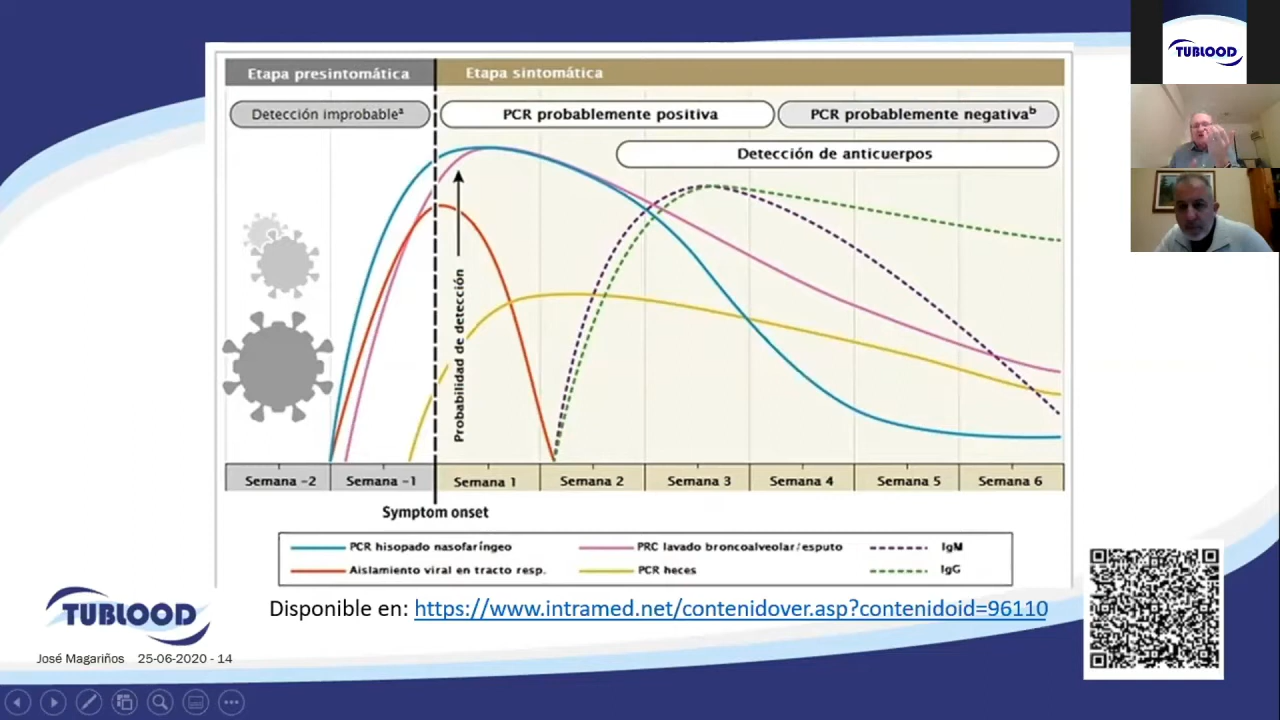 TUBLOOD
Etapa presintomática
Etapa sintomática
Detección improbableª
PCR probablemente positiva
PCR probablemente negativaᵇ
Detección de anticuerpos
Probabilidad de detección
Semana -2
Semana -1
Semana 1
Semana 2
Semana 3
Semana 4
Semana 5
Semana 6
Symptom onset
PCR hisopado nasofaríngeo
PRC lavado broncoalveolar/esputo
IgM
Aislamiento viral en tracto resp.
PCR heces
IgG
Disponible en: https://www.intramed.net/contenidover.asp?contenidoid=96110
TUBLOOD
José Magariños 25-06-2020 - 14